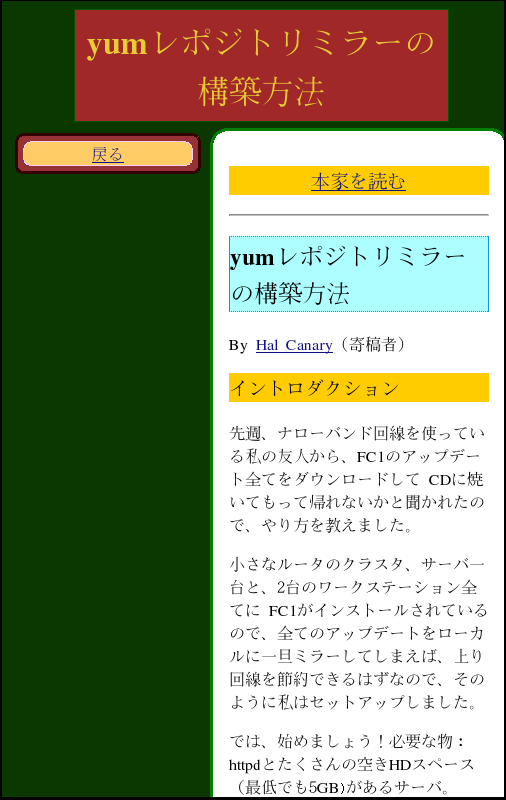 yumレポジトリミラーの
構築方法
戻る
本家を読む
yumレポジトリミラー
の構築方法
By Hal Canary（寄稿者）
イントロダクション
先週、ナローバンド回線を使ってい
る私の友人から、FC1のアップデー
ト全てをダウンロードして CDに焼
いてもって帰れないかと聞かれたの
で、やり方を教えました。
小さなルータのクラスタ、サーバ一
台と、2台のワークステーション全
てに FC1がインストールされている
ので、全てのアップデートをローカ
ルに一旦ミラーしてしまえば、上り
回線を節約できるはずなので、その
ように私はセットアップしました。
では、始めましょう！必要な物：
httpdとたくさんの空きHDスペース
（最低でも5GB)があるサーバ。